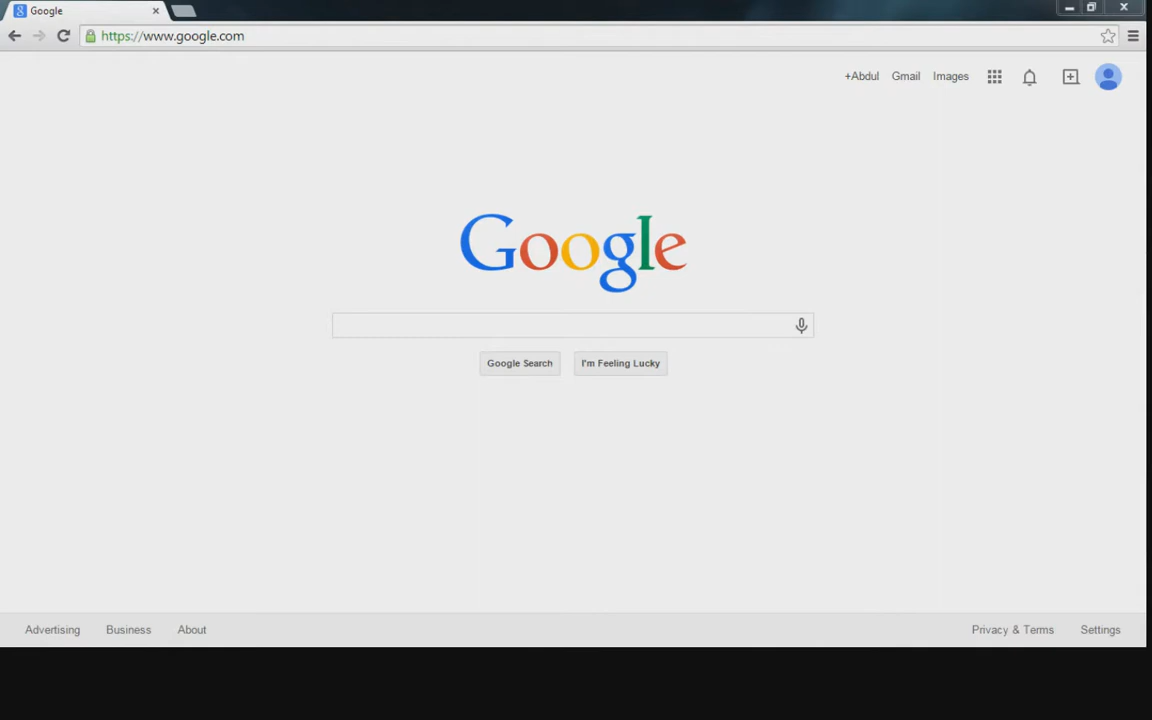 Google
https://www.google.com
+Abdul Gmail Images
Google
Google Search I'm Feeling Lucky
Advertising Business About Privacy & Terms Settings